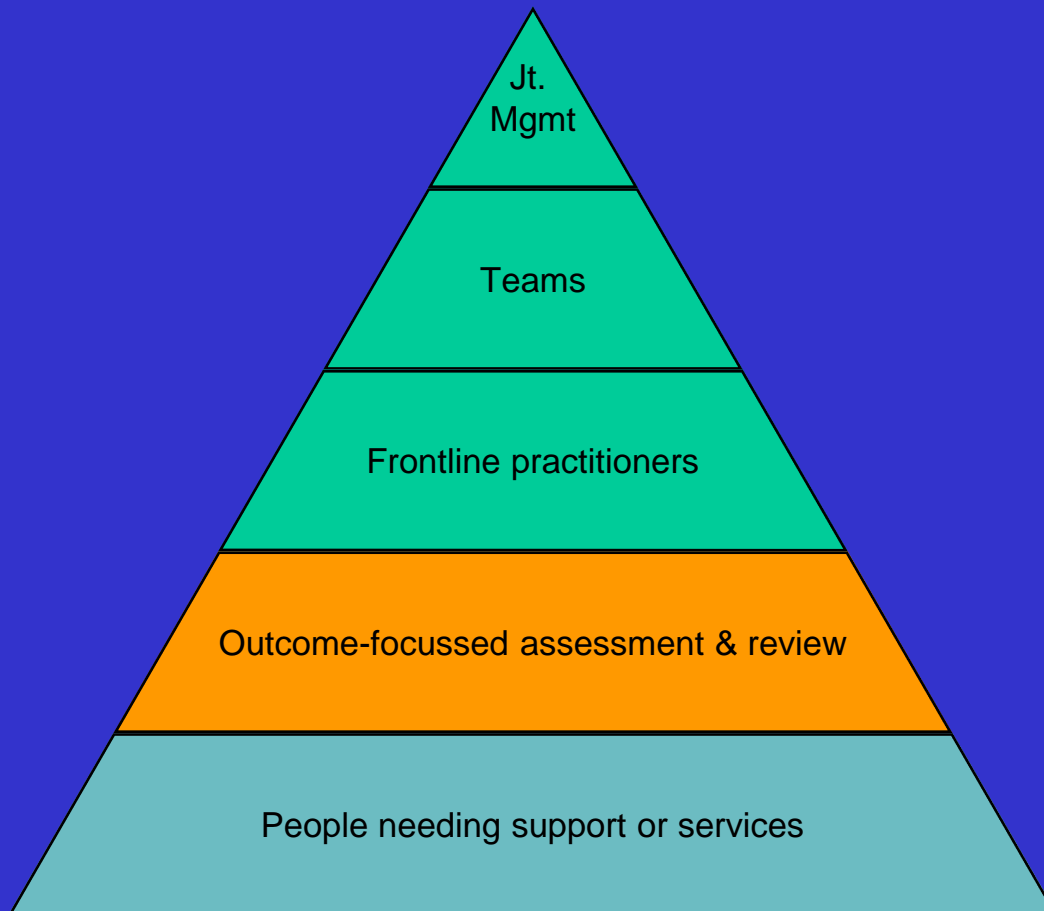 Jt.
Mgmt
Teams
Frontline practitioners
Outcome-focussed assessment & review
People needing support or services